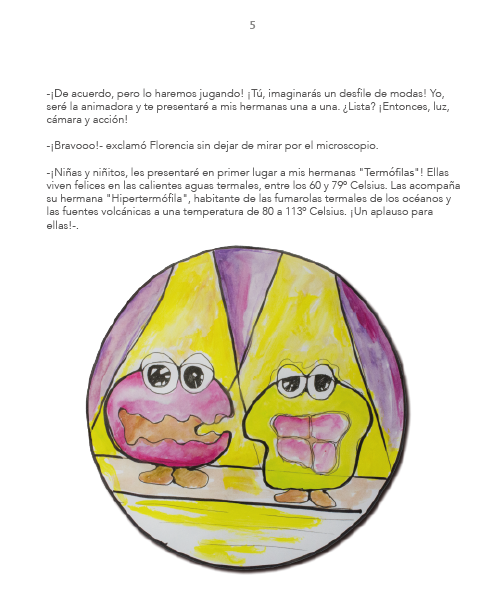 5
-¡De acuerdo, pero lo haremos jugando! ¡Tú, imaginarás un desfile de modas! Yo,
seré la animadora y te presentaré a mis hermanas una a una. ¿Lista? ¡Entonces, luz,
cámara y acción!
-¡Bravooo!- exclamó Florencia sin dejar de mirar por el microscopio.
-¡Niñas y niñitos, les presentaré en primer lugar a mis hermanas "Termófilas"! Ellas
viven felices en las calientes aguas termales, entre los 60 y 79º Celsius. Las acompaña
su hermana "Hipertermófila", habitante de las fumarolas termales de los océanos y
las fuentes volcánicas a una temperatura de 80 a 113º Celsius. ¡Un aplauso para
ellas!-.